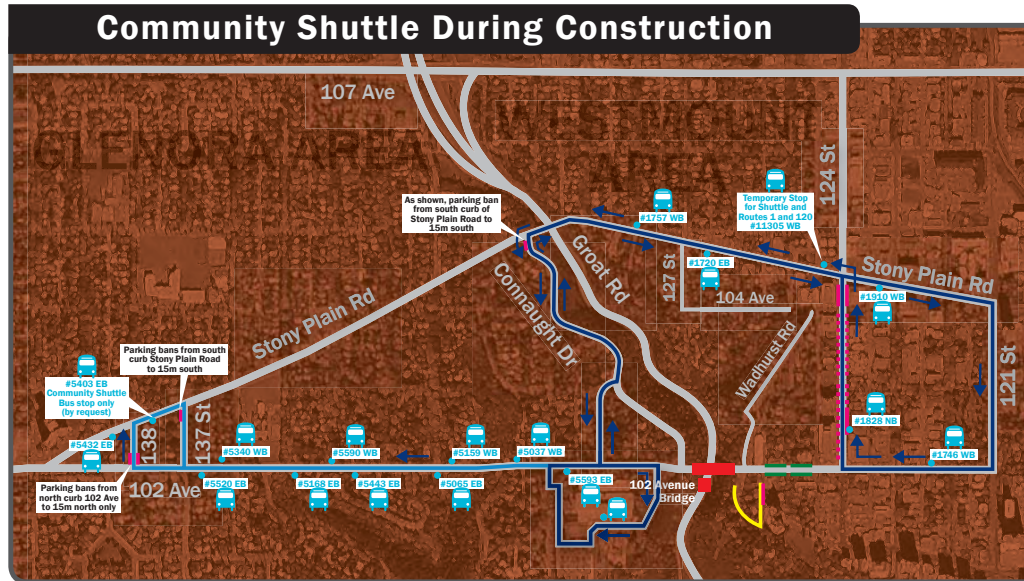 Community Shuttle During Construction
107 Ave
GLENORA AREA
WESTMOUNT
AREA
124 St
As shown, parking ban
from south curb of
Stony Plain Road to
15m south
#1757 WB
Temporary Stop
for Shuttle and
Routes 1 and 120
#11305 WB
Groat Rd
#1720 EB
127 St
104 Ave
Stony Plain Rd
#1910 WB
Connaught Dr
Stony Plain Rd
Wadhurst Rd
121 St
Parking bans from south
curb Stony Plain Road
to 15m south
#5403 EB
Community Shuttle
Bus stop only
(by request)
138
137 St
#5432 EB
#5340 WB
#5590 WB
#5159 WB
#5037 WB
#1828 NB
#1746 WB
102 Ave
#5520 EB
#5168 EB
#5443 EB
#5065 EB
#5593 EB
102 Avenue
Bridge
Parking bans from
north curb 102 Ave
to 15m north only